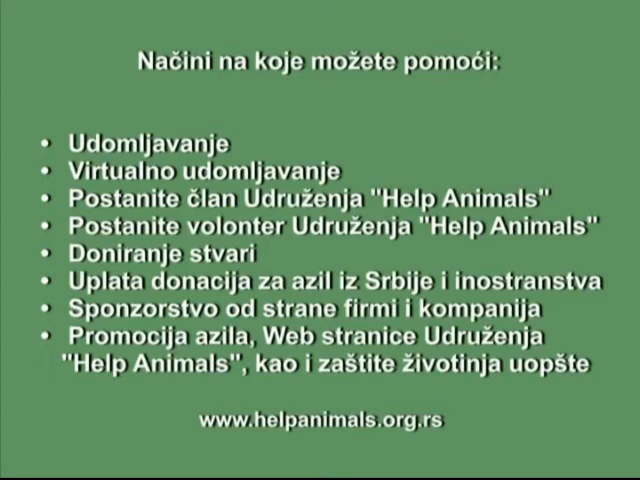 Načini na koje možete pomoći:
• Udomljavanje
• Virtualno udomljavanje
• Postanite član Udruženja "Help Animals"
• Postanite volonter Udruženja "Help Animals"
• Doniranje stvari
• Uplata donacija za azil iz Srbije i inostranstva
• Sponzorstvo od strane firmi i kompanija
• Promocija azila, Web stranice Udruženja
"Help Animals", kao i zaštite životinja uopšte
www.helpanimals.org.rs